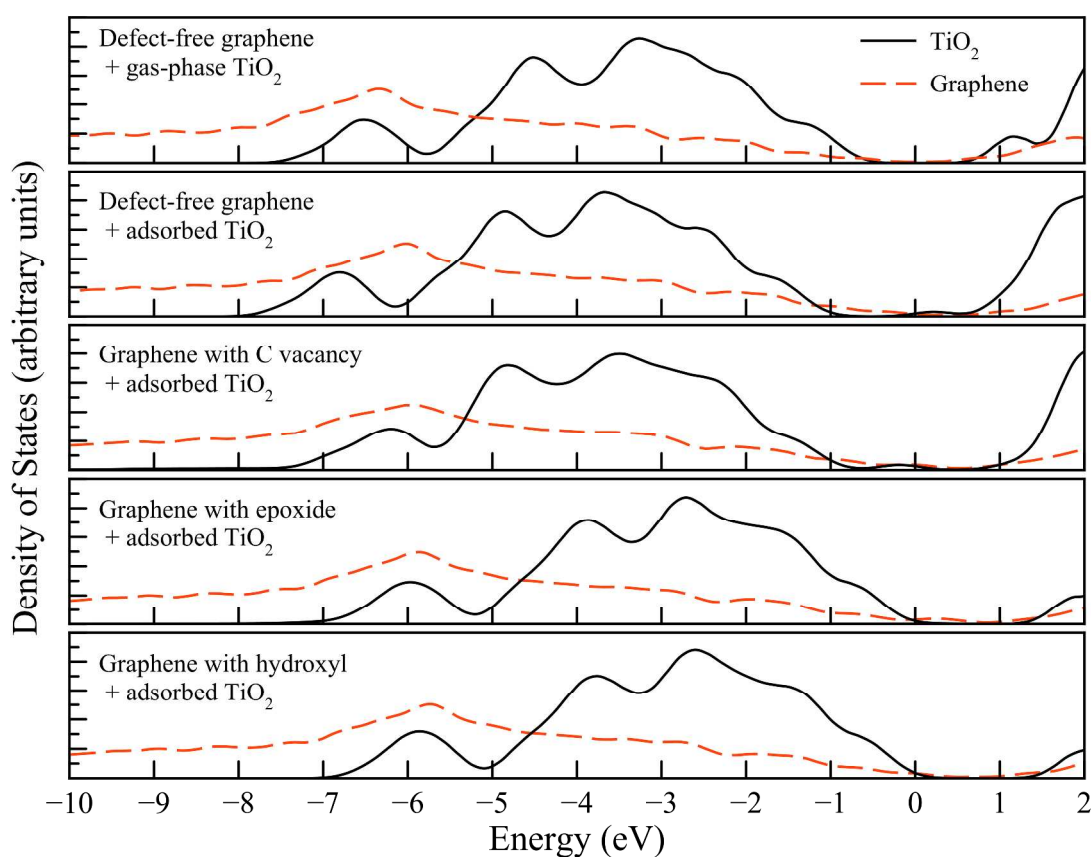 Defect-free graphene
+ gas-phase TiO₂
TiO₂
Graphene
Defect-free graphene
+ adsorbed TiO₂
Graphene with C vacancy
+ adsorbed TiO₂
Graphene with epoxide
+ adsorbed TiO₂
Graphene with hydroxyl
+ adsorbed TiO₂
Density of States (arbitrary units)
−10 −9 −8 −7 −6 −5 −4 −3 −2 −1 0 1 2
Energy (eV)